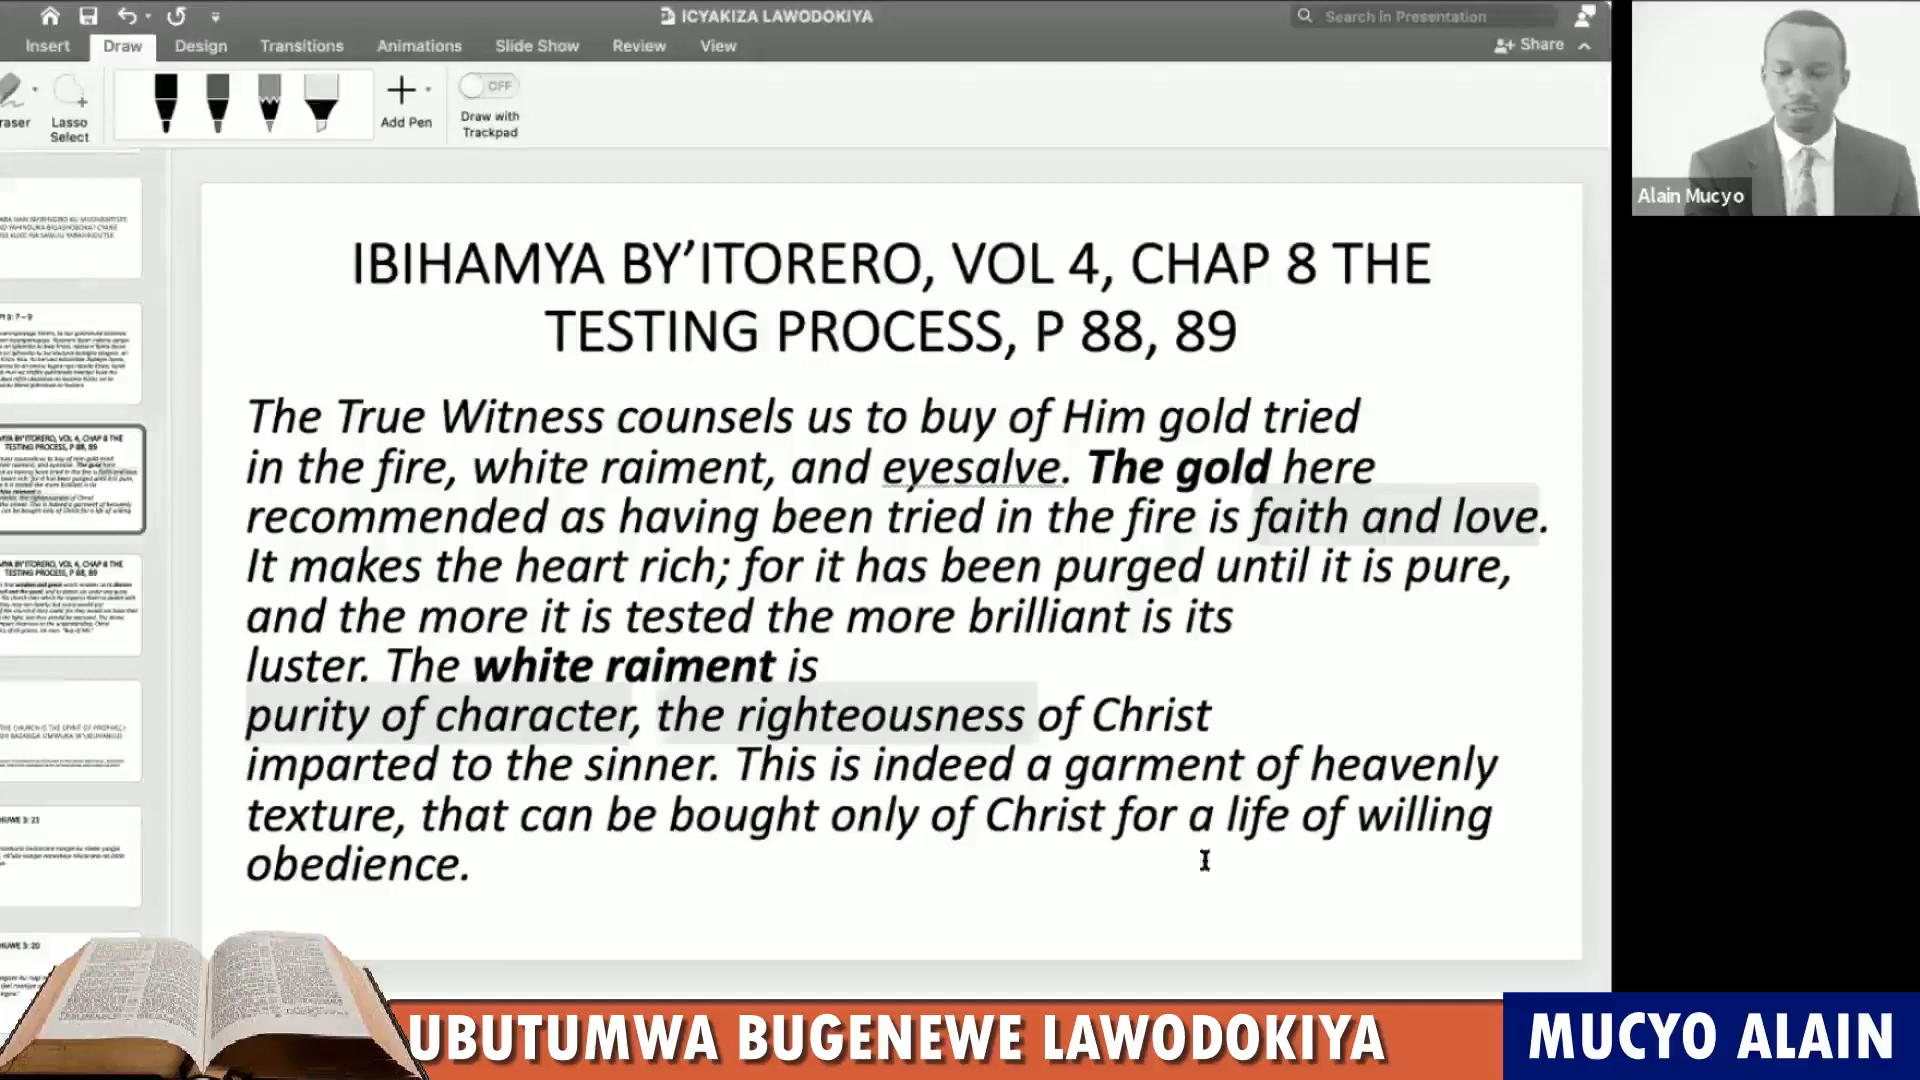 ICYAKIZA LAWODOKIYA
Search in Presentation
Insert
Draw
Design
Transitions
Animations
Slide Show
Review
View
Share
Lasso
Select
Add Pen
OFF
Draw with
Trackpad
Alain Mucyo
IBIHAMYA BY’ITORERO, VOL 4, CHAP 8 THE
TESTING PROCESS, P 88, 89
The True Witness counsels us to buy of Him gold tried
in the fire, white raiment, and eyesalve. The gold here
recommended as having been tried in the fire is faith and love.
It makes the heart rich; for it has been purged until it is pure,
and the more it is tested the more brilliant is its
luster. The white raiment is
purity of character, the righteousness of Christ
imparted to the sinner. This is indeed a garment of heavenly
texture, that can be bought only of Christ for a life of willing
obedience.
UBUTUMWA BUGENEWE LAWODOKIYA
MUCYO ALAIN